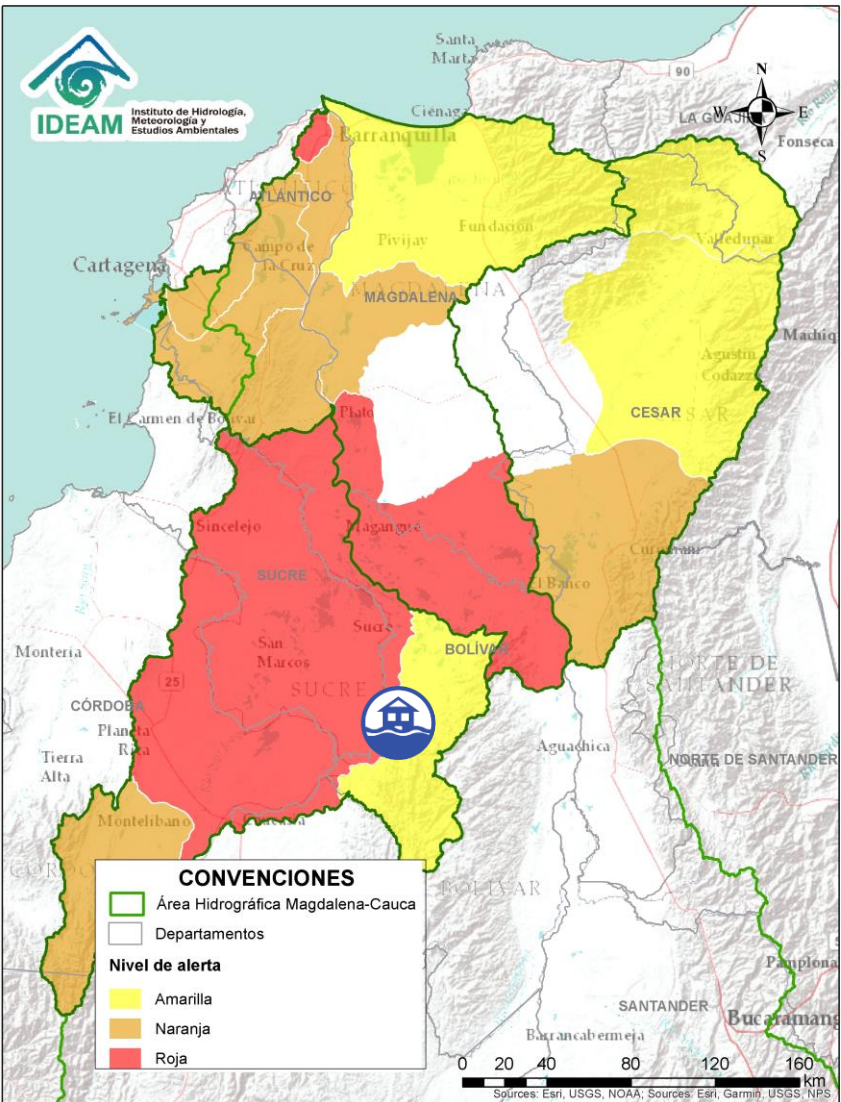 IDEAM
Instituto de Hidrología,
Meteorología y
Estudios Ambientales
Santa
Marta
90
N
W
E
S
LA GUAJIRA
Ciénaga
Fonseca
Barranquilla
ATLÁNTICO
ATLÁNTICO
Fundación
Pivijay
Valledupar
Campo de
la Cruz
Cartagena
MAGDALENA
MAGDALENA
Agustín
Codazzi
CESAR
El Carmen de Bolívar
Plato
Sincelejo
Magangué
SUCRE
El Banco
Sucre
San
Marcos
BOLÍVAR
SUCRE
Montería
25
CÓRDOBA
Planeta
Rica
Tierra
Alta
NORTE DE
SANTANDER
Aguachica
NORTE DE SANTANDER
Montelíbano
BOLÍVAR
CONVENCIONES
Área Hidrográfica Magdalena-Cauca
Departamentos
Nivel de alerta
Amarilla
Naranja
Roja
Pamplona
SANTANDER
Bucaramang
Barrancabermeja
0 20 40 80 120 160
km
Sources: Esri, USGS, NOAA; Sources: Esri, Garmin, USGS, NPS